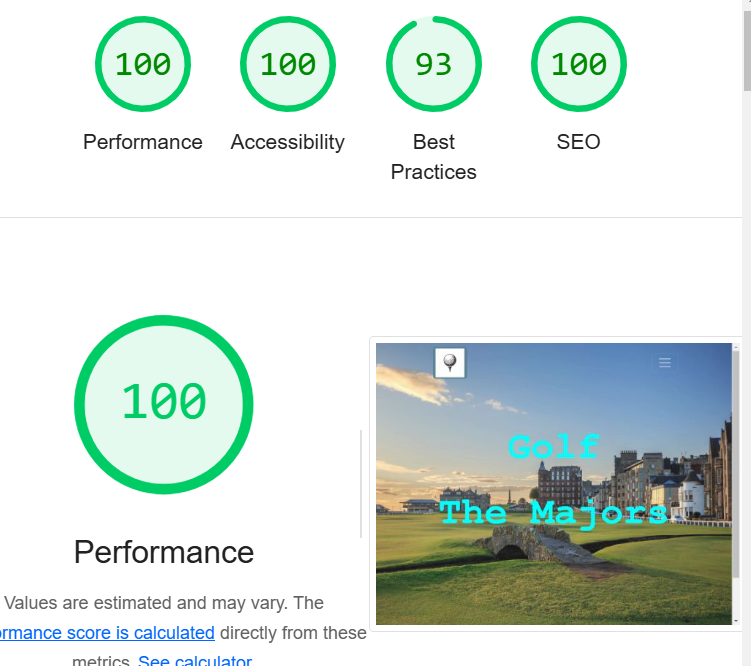 100 100 93 100
Performance Accessibility Best Practices SEO
100
Golf
The Majors
Performance
Values are estimated and may vary. The
ormance score is calculated directly from these
metrics. See calculator.